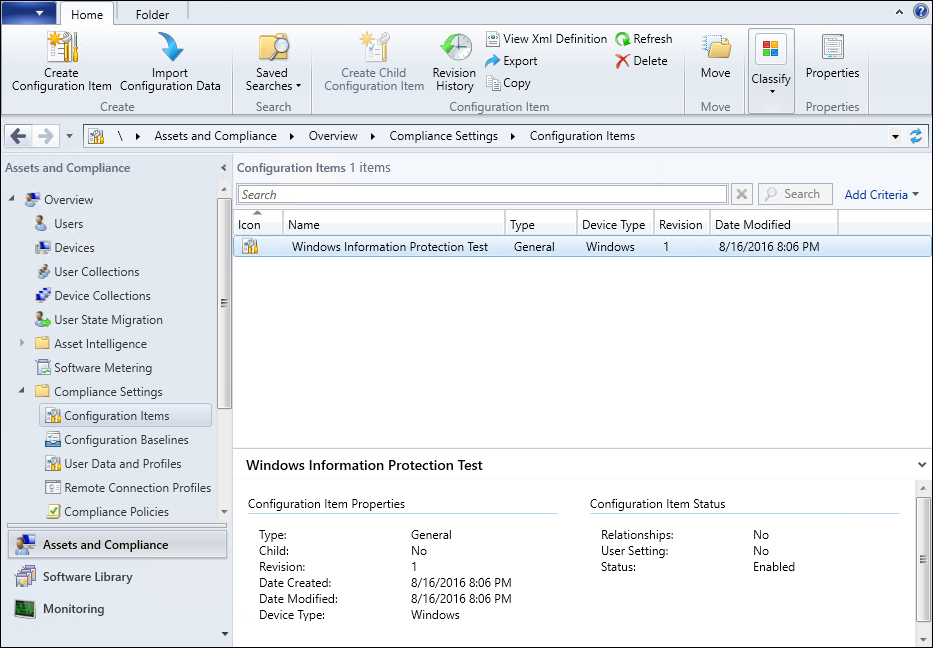 Home Folder
Create Configuration Item
Import Configuration Data
Create
Saved Searches
Search
Create Child Configuration Item
Revision History
View Xml Definition
Export
Copy
Refresh
Delete
Configuration Item
Move
Move
Classify
Properties
Properties
\ Assets and Compliance Overview Compliance Settings Configuration Items
Assets and Compliance
Overview
Users
Devices
User Collections
Device Collections
User State Migration
Asset Intelligence
Software Metering
Compliance Settings
Configuration Items
Configuration Baselines
User Data and Profiles
Remote Connection Profiles
Compliance Policies
Assets and Compliance
Software Library
Monitoring
Configuration Items 1 items
Search
Search
Add Criteria
Icon Name Type Device Type Revision Date Modified
Windows Information Protection Test General Windows 1 8/16/2016 8:06 PM
Windows Information Protection Test
Configuration Item Properties
Type: General
Child: No
Revision: 1
Date Created: 8/16/2016 8:06 PM
Date Modified: 8/16/2016 8:06 PM
Device Type: Windows
Configuration Item Status
Relationships: No
User Setting: No
Status: Enabled